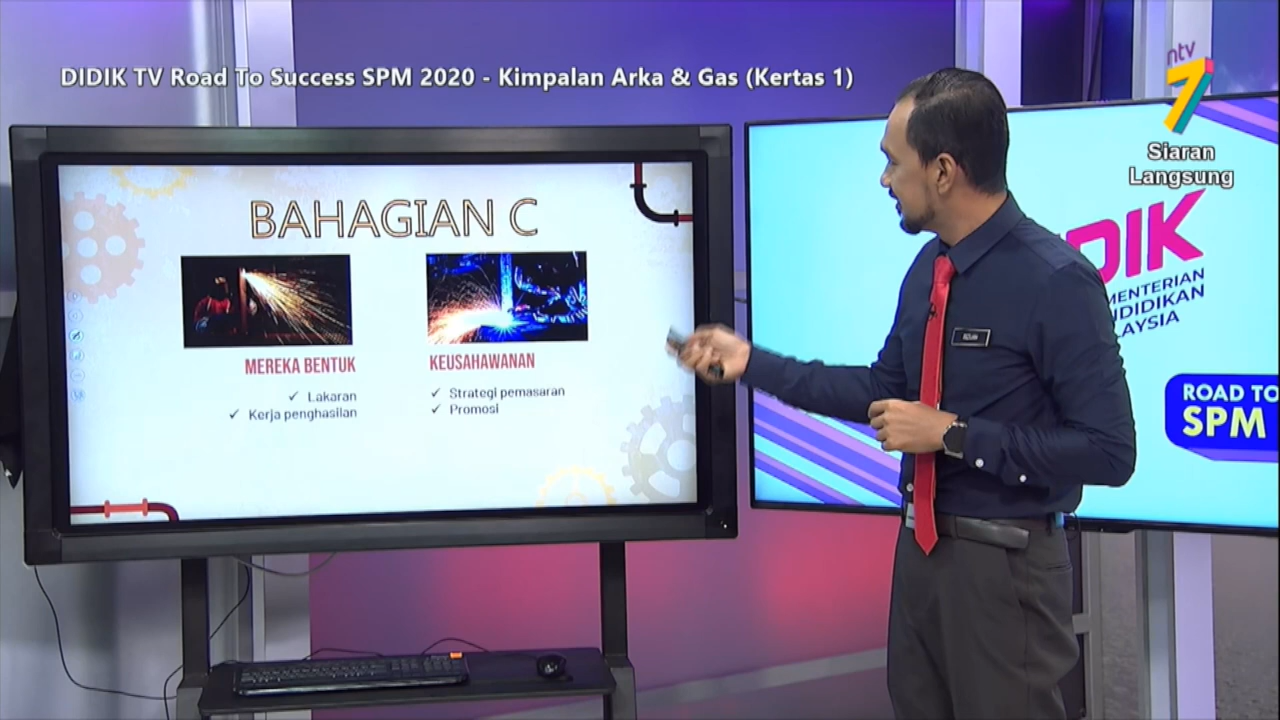 DIDIK TV Road To Success SPM 2020 - Kimpalan Arka & Gas (Kertas 1)
ntv
7
Siaran
Langsung
BAHAGIAN C
MEREKA BENTUK
✓ Lakaran
✓ Kerja penghasilan
KEUSAHAWANAN
✓ Strategi pemasaran
✓ Promosi
DIK
MENTERIAN
NDIDIKAN
LAYSIA
ROAD TO
SPM